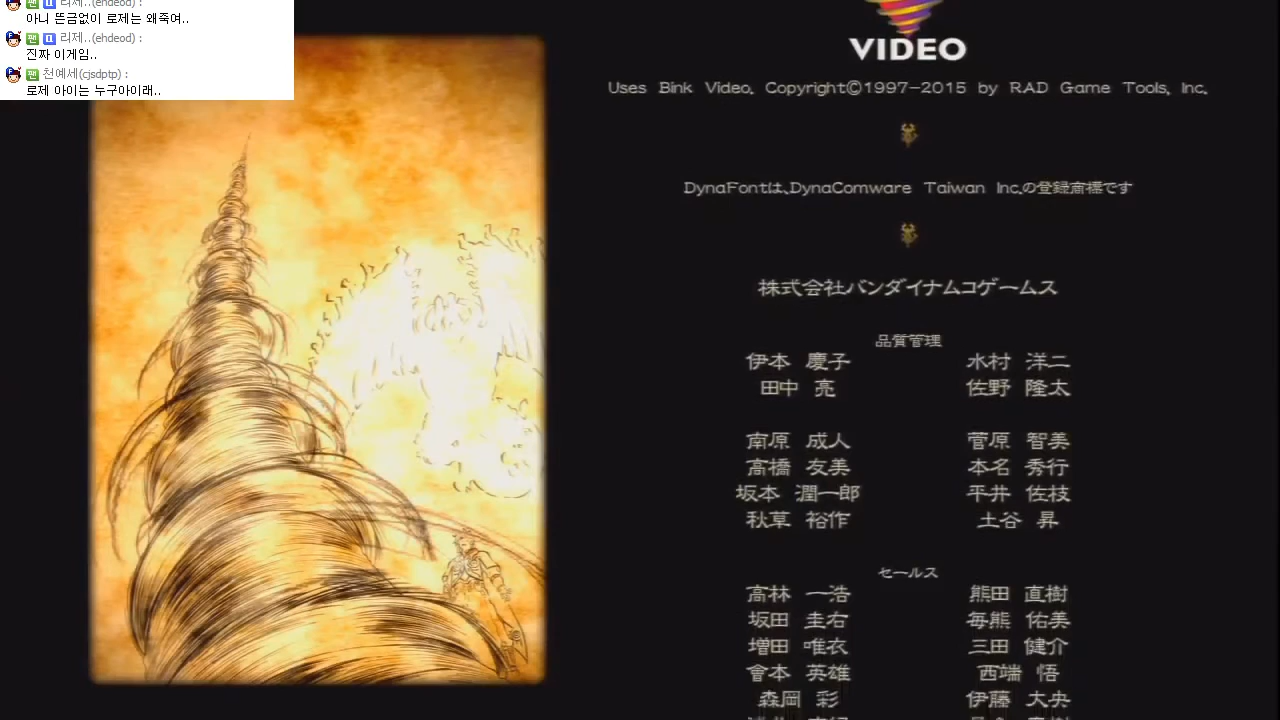 리제..(ehdeod) :
아니 뜬금없이 로제는 왜죽여..
팬 리제..(ehdeod) :
진짜 이게임..
팬 천예세(cjsdptp) :
로제 아이는 누구아이래..
VIDEO
Uses Bink Video. Copyright©1997-2015 by RAD Game Tools, Inc.
DynaFontは、DynaComware Taiwan Inc.の登録商標です
株式会社バンダイナムコゲームス
品質管理
伊本 慶子 水村 洋二
田中 亮 佐野 隆太
南原 成人 菅原 智美
高橋 友美 本名 秀行
坂本 潤一郎 平井 佐枝
秋草 裕作 土谷 昇
セールス
高林 一浩 熊田 直樹
坂田 圭右 毎熊 佑美
増田 唯衣 三田 健介
會本 英雄 西端 悟
森岡 彩 伊藤 大央